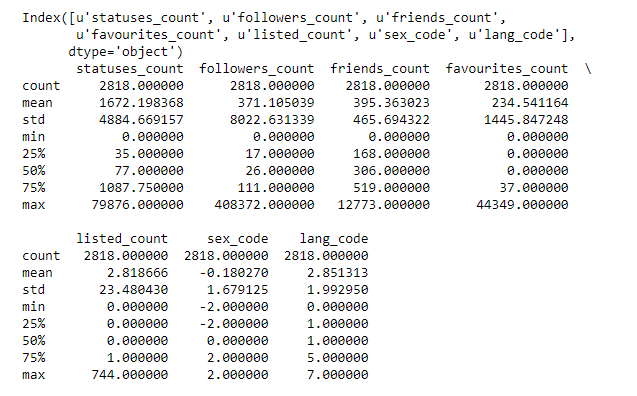 Index([u'statuses_count', u'followers_count', u'friends_count',
       u'favourites_count', u'listed_count', u'sex_code', u'lang_code'],
      dtype='object')
       statuses_count  followers_count  friends_count  favourites_count  \
count     2818.000000      2818.000000    2818.000000       2818.000000
mean      1672.198368       371.105039     395.363023        234.541164
std       4884.669157      8022.631339     465.694322       1445.847248
min          0.000000         0.000000       0.000000          0.000000
25%         35.000000        17.000000     168.000000          0.000000
50%         77.000000        26.000000     306.000000          0.000000
75%       1087.750000       111.000000     519.000000         37.000000
max      79876.000000    408372.000000   12773.000000      44349.000000

       listed_count     sex_code    lang_code
count   2818.000000  2818.000000  2818.000000
mean       2.818666    -0.180270     2.851313
std       23.480430     1.679125     1.992950
min        0.000000    -2.000000     0.000000
25%        0.000000    -2.000000     1.000000
50%        0.000000     0.000000     1.000000
75%        1.000000     2.000000     5.000000
max      744.000000     2.000000     7.000000